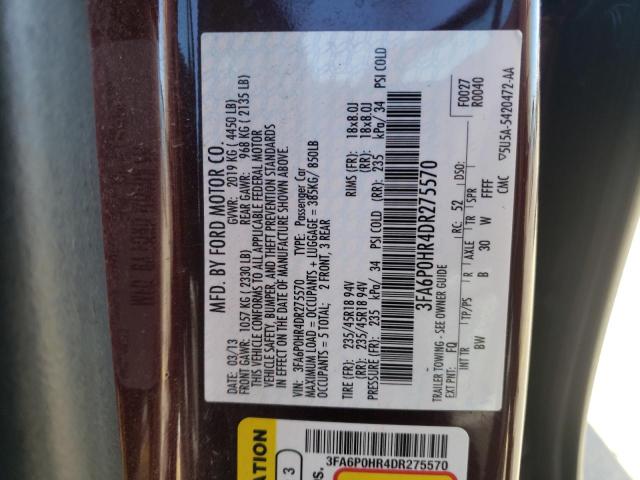 MFD. BY FORD MOTOR CO.
DATE: 03/13 GVWR: 2019 KG ( 4450 LB)
FRONT GAWR: 1057 KG ( 2330 LB) REAR GAWR: 968 KG ( 2135 LB)
THIS VEHICLE CONFORMS TO ALL APPLICABLE FEDERAL MOTOR
VEHICLE SAFETY, BUMPER, AND THEFT PREVENTION STANDARDS
IN EFFECT ON THE DATE OF MANUFACTURE SHOWN ABOVE.
VIN: 3FA6P0HR4DR275570 TYPE: Passenger Car
MAXIMUM LOAD = OCCUPANTS + LUGGAGE = 385KG/ 850LB
OCCUPANTS = 5 TOTAL; 2 FRONT, 3 REAR
TIRE (FR): 235/45R18 94V RIMS (FR): 18x8.0J
(RR): 235/45R18 94V (RR): 18x8.0J
PRESSURE (FR): 235 kPa/ 34 PSI COLD (RR): 235 kPa/ 34 PSI COLD
3FA6P0HR4DR275570
TRAILER TOWING - SEE OWNER GUIDE
F0027
R0040
EXT PNT: FQ RC: 52 DSO:
INT TR TP/PS R AXLE TR SPR
BW B 30 W FFFF
CMC 5U5A-5420472-AA
3
3FA6P0HR4DR275570